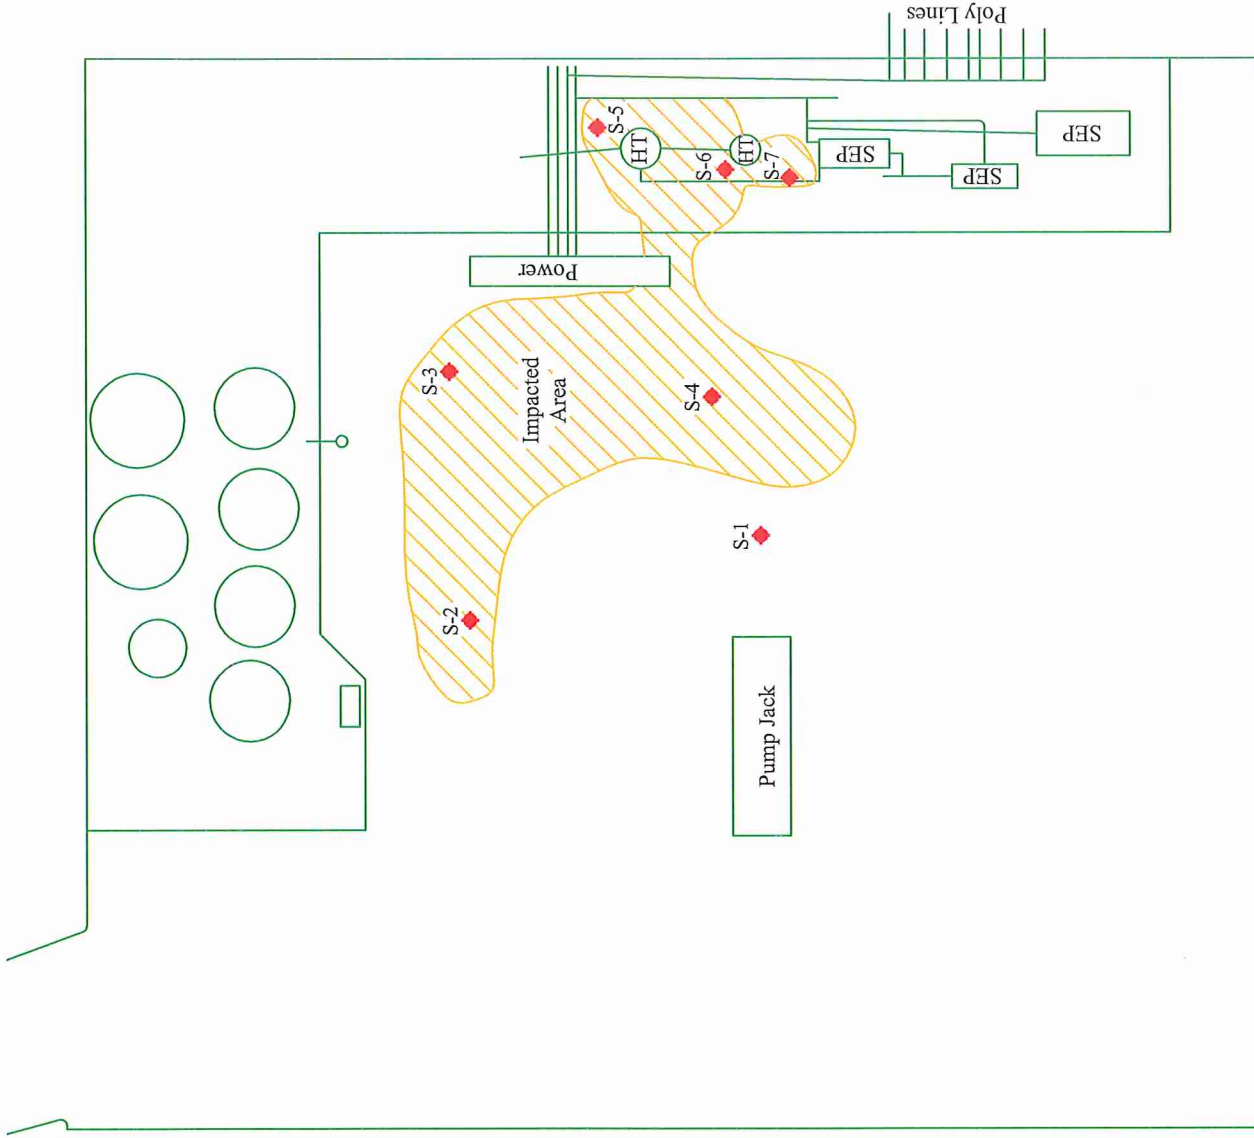 Poly Lines
S-5
HT
HT
S-6
S-7
SEP
SEP
SEP
Power
S-3
Impacted
Area
S-4
S-1
S-2
Pump Jack